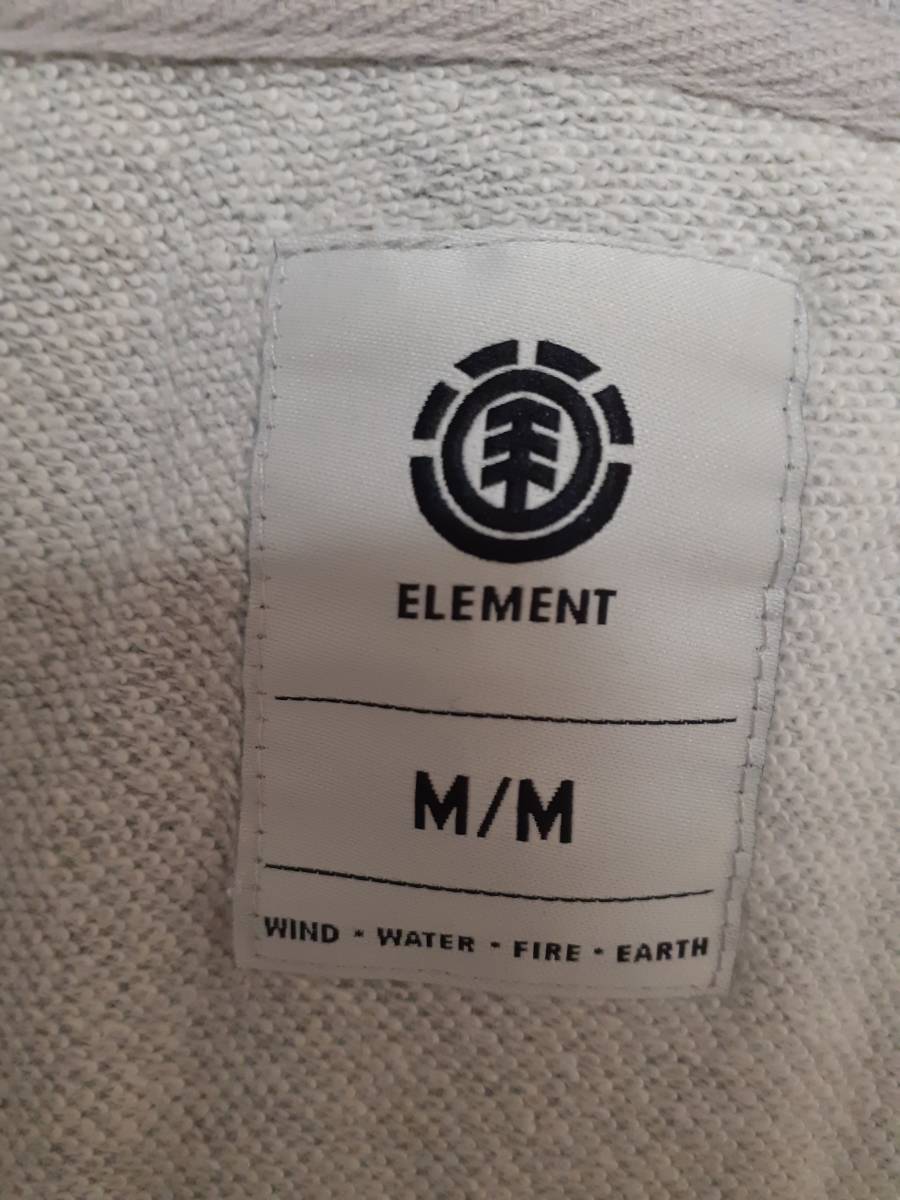 ELEMENT
M/M
WIND • WATER • FIRE • EARTH